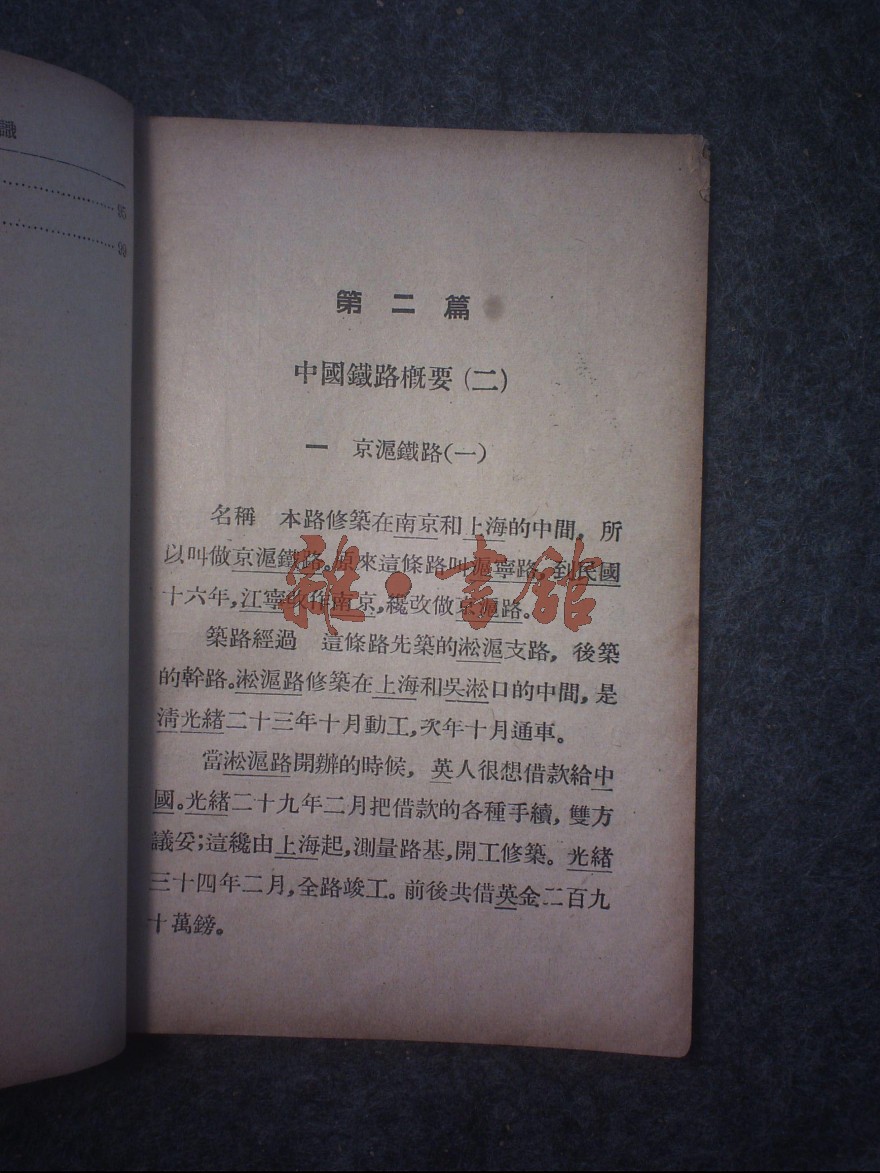 識
95
99
第二篇
中國鐵路概要(二)
一 京滬鐵路(一)
名稱 本路修築在南京和上海的中間,所
以叫做京滬鐵路。原來這條路叫滬寧路,到民國
十六年,江寧改作南京,纔改做京滬路。
築路經過 這條路先築的淞滬支路,後築
的幹路。淞滬路修築在上海和吳淞口的中間,是
清光緒二十三年十月動工,次年十月通車。
當淞滬路開辦的時候,英人很想借款給中
國。光緒二十九年二月把借款的各種手續,雙方
議妥;這纔由上海起,測量路基,開工修築。光緒
三十四年二月,全路竣工。前後共借英金二百九
十萬鎊。
雜·書館